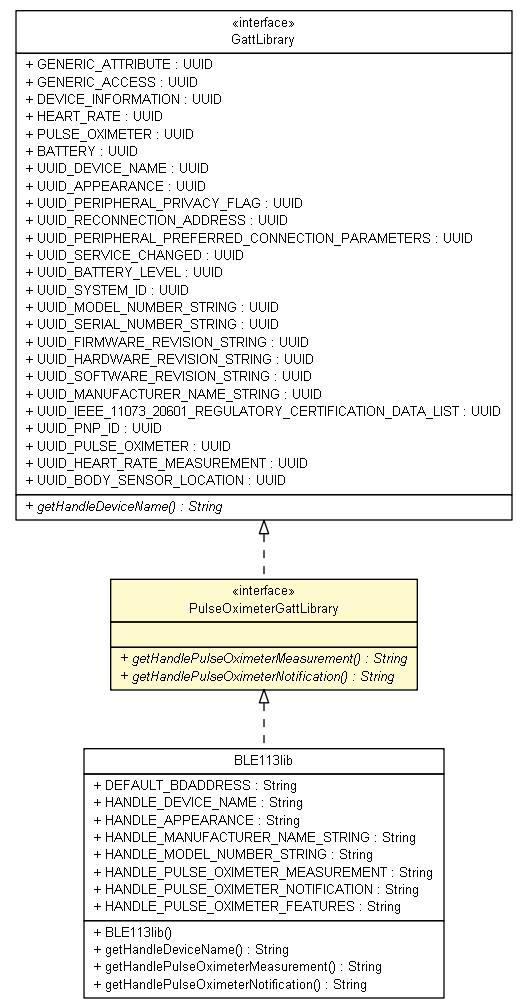 «interface»
GattLibrary
+ GENERIC_ATTRIBUTE : UUID
+ GENERIC_ACCESS : UUID
+ DEVICE_INFORMATION : UUID
+ HEART_RATE : UUID
+ PULSE_OXIMETER : UUID
+ BATTERY : UUID
+ UUID_DEVICE_NAME : UUID
+ UUID_APPEARANCE : UUID
+ UUID_PERIPHERAL_PRIVACY_FLAG : UUID
+ UUID_RECONNECTION_ADDRESS : UUID
+ UUID_PERIPHERAL_PREFERRED_CONNECTION_PARAMETERS : UUID
+ UUID_SERVICE_CHANGED : UUID
+ UUID_BATTERY_LEVEL : UUID
+ UUID_SYSTEM_ID : UUID
+ UUID_MODEL_NUMBER_STRING : UUID
+ UUID_SERIAL_NUMBER_STRING : UUID
+ UUID_FIRMWARE_REVISION_STRING : UUID
+ UUID_HARDWARE_REVISION_STRING : UUID
+ UUID_SOFTWARE_REVISION_STRING : UUID
+ UUID_MANUFACTURER_NAME_STRING : UUID
+ UUID_IEEE_11073_20601_REGULATORY_CERTIFICATION_DATA_LIST : UUID
+ UUID_PNP_ID : UUID
+ UUID_PULSE_OXIMETER : UUID
+ UUID_HEART_RATE_MEASUREMENT : UUID
+ UUID_BODY_SENSOR_LOCATION : UUID
+ getHandleDeviceName() : String
«interface»
PulseOximeterGattLibrary
+ getHandlePulseOximeterMeasurement() : String
+ getHandlePulseOximeterNotification() : String
BLE113lib
+ DEFAULT_BDADDRESS : String
+ HANDLE_DEVICE_NAME : String
+ HANDLE_APPEARANCE : String
+ HANDLE_MANUFACTURER_NAME_STRING : String
+ HANDLE_MODEL_NUMBER_STRING : String
+ HANDLE_PULSE_OXIMETER_MEASUREMENT : String
+ HANDLE_PULSE_OXIMETER_NOTIFICATION : String
+ HANDLE_PULSE_OXIMETER_FEATURES : String
+ BLE113lib()
+ getHandleDeviceName() : String
+ getHandlePulseOximeterMeasurement() : String
+ getHandlePulseOximeterNotification() : String